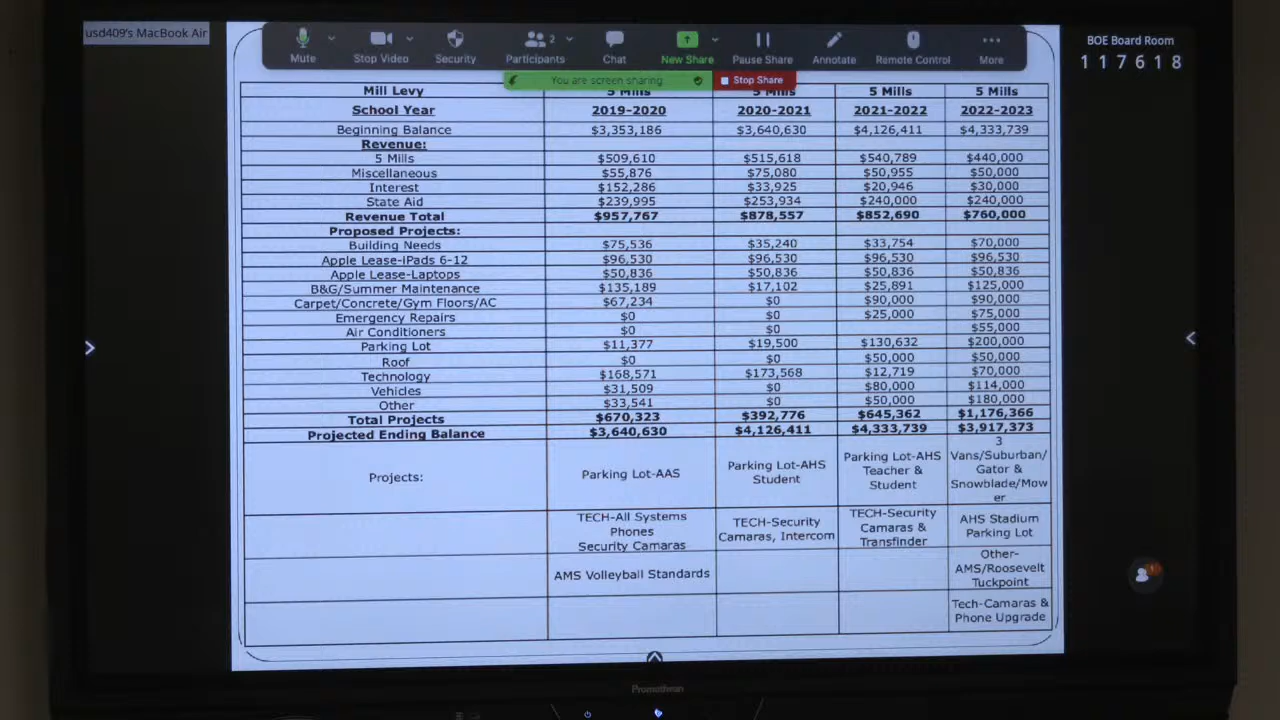 usd409's MacBook Air
BOE Board Room
117618
Mute
Stop Video
Security
2
Participants
Chat
New Share
Pause Share
Annotate
Remote Control
More
You are screen sharing
Stop Share
Mill Levy 5 Mills 5 Mills 5 Mills 5 Mills
School Year 2019-2020 2020-2021 2021-2022 2022-2023
Beginning Balance $3,353,186 $3,640,630 $4,126,411 $4,333,739
Revenue:
5 Mills $509,610 $515,618 $540,789 $440,000
Miscellaneous $55,876 $75,080 $50,955 $50,000
Interest $152,286 $33,925 $20,946 $30,000
State Aid $239,995 $253,934 $240,000 $240,000
Revenue Total $957,767 $878,557 $852,690 $760,000
Proposed Projects:
Building Needs $75,536 $35,240 $33,754 $70,000
Apple Lease-iPads 6-12 $96,530 $96,530 $96,530 $96,530
Apple Lease-Laptops $50,836 $50,836 $50,836 $50,836
B&G/Summer Maintenance $135,189 $17,102 $25,891 $125,000
Carpet/Concrete/Gym Floors/AC $67,234 $0 $90,000 $90,000
Emergency Repairs $0 $0 $25,000 $75,000
Air Conditioners $0 $0 $55,000
Parking Lot $11,377 $19,500 $130,632 $200,000
Roof $0 $0 $50,000 $50,000
Technology $168,571 $173,568 $12,719 $70,000
Vehicles $31,509 $0 $80,000 $114,000
Other $33,541 $0 $50,000 $180,000
Total Projects $670,323 $392,776 $645,362 $1,176,366
Projected Ending Balance $3,640,630 $4,126,411 $4,333,739 $3,917,373
Projects:
Parking Lot-AAS
Parking Lot-AHS
Student
Parking Lot-AHS
Teacher &
Student
3
Vans/Suburban/
Gator &
Snowblade/Mow
er
TECH-All Systems
Phones
Security Camaras
TECH-Security
Camaras, Intercom
TECH-Security
Camaras &
Transfinder
AHS Stadium
Parking Lot
AMS Volleyball Standards
Other-
AMS/Roosevelt
Tuckpoint
Tech-Camaras &
Phone Upgrade
Promethean